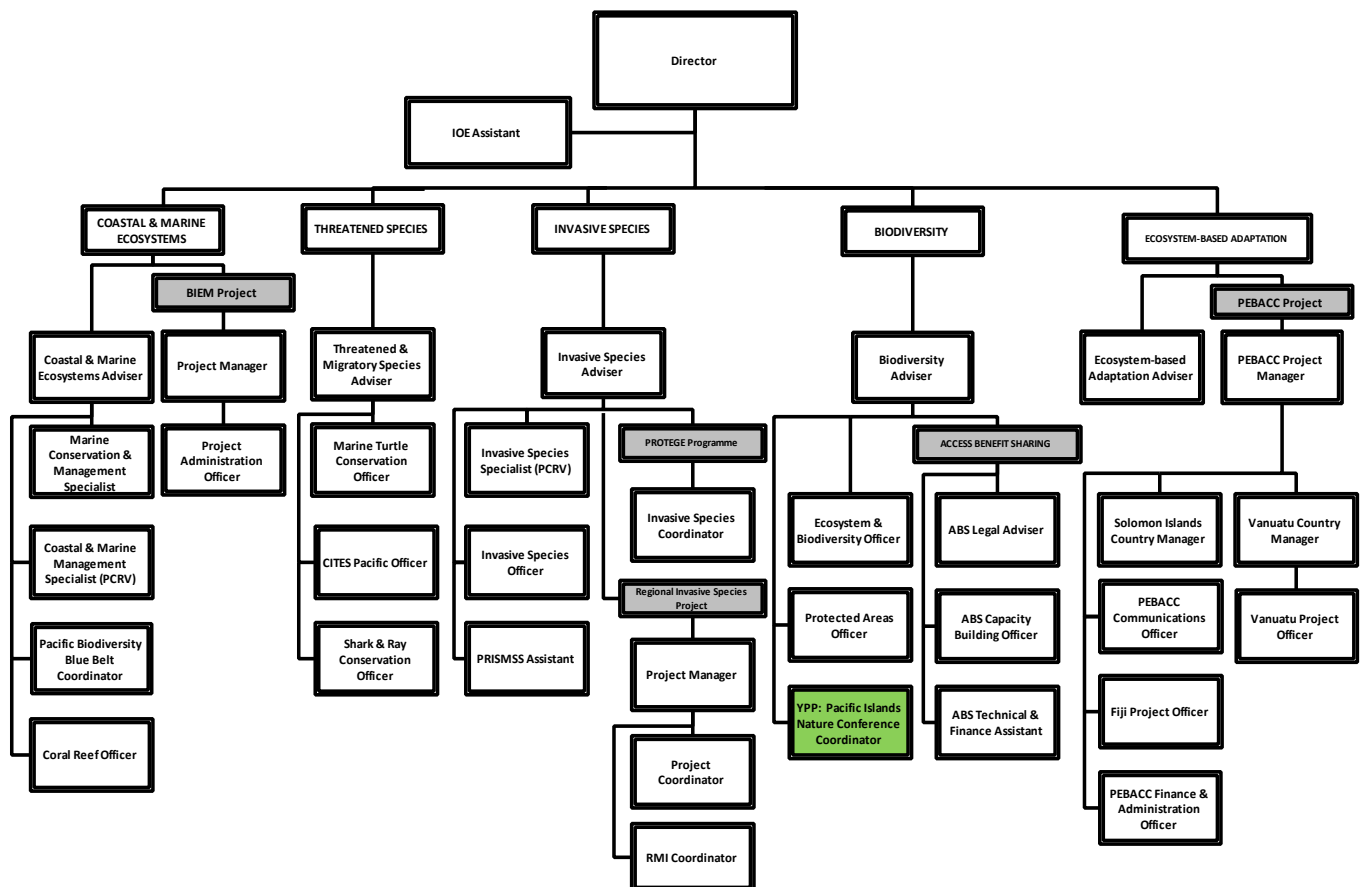 Director
IOE Assistant
COASTAL & MARINE
ECOSYSTEMS
THREATENED SPECIES
INVASIVE SPECIES
BIODIVERSITY
ECOSYSTEM-BASED ADAPTATION
BIEM Project
PEBACC Project
Coastal & Marine
Ecosystems Adviser
Project Manager
Threatened &
Migratory Species
Adviser
Invasive Species
Adviser
Biodiversity
Adviser
Ecosystem-based
Adaptation Adviser
PEBACC Project
Manager
Marine
Conservation &
Management
Specialist
Project
Administration
Officer
Marine Turtle
Conservation
Officer
Invasive Species
Specialist (PCRV)
PROTEGE Programme
ACCESS BENEFIT SHARING
Invasive Species
Coordinator
Ecosystem &
Biodiversity Officer
ABS Legal Adviser
Solomon Islands
Country Manager
Vanuatu Country
Manager
Coastal & Marine
Management
Specialist (PCRV)
CITES Pacific Officer
Invasive Species
Officer
Regional Invasive Species
Project
Protected Areas
Officer
ABS Capacity
Building Officer
PEBACC
Communications
Officer
Vanuatu Project Officer
Pacific Biodiversity
Blue Belt
Coordinator
Shark & Ray
Conservation
Officer
PRISMSS Assistant
Project Manager
YPP: Pacific Islands
Nature Conference
Coordinator
ABS Technical &
Finance Assistant
Fiji Project Officer
Coral Reef Officer
Project
Coordinator
PEBACC Finance &
Administration
Officer
RMI Coordinator